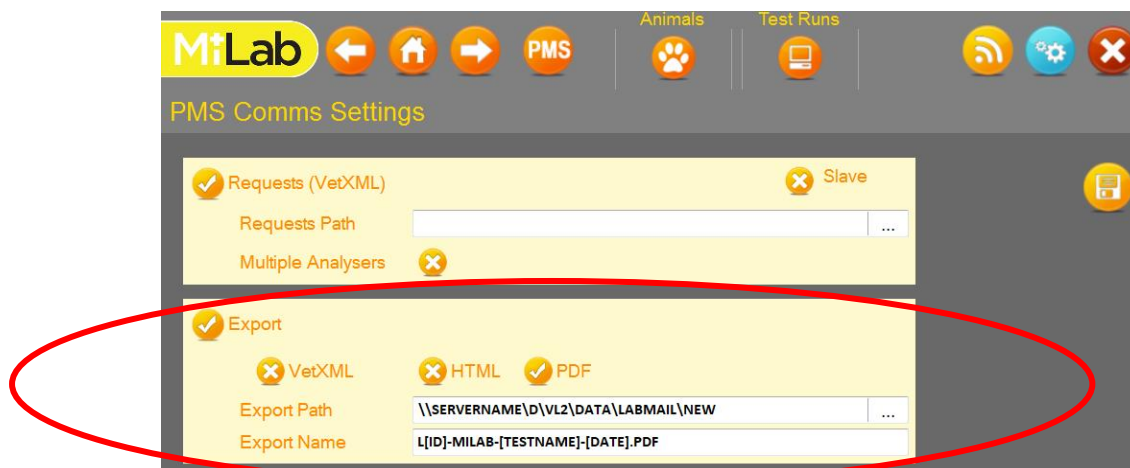 Animals Test Runs
MiLab PMS
PMS Comms Settings
Requests (VetXML) Slave
Requests Path ...
Multiple Analysers
Export
VetXML HTML PDF
Export Path \\SERVERNAME\D\VL2\DATA\LABMAIL\NEW ...
Export Name L[ID]-MILAB-[TESTNAME]-[DATE].PDF